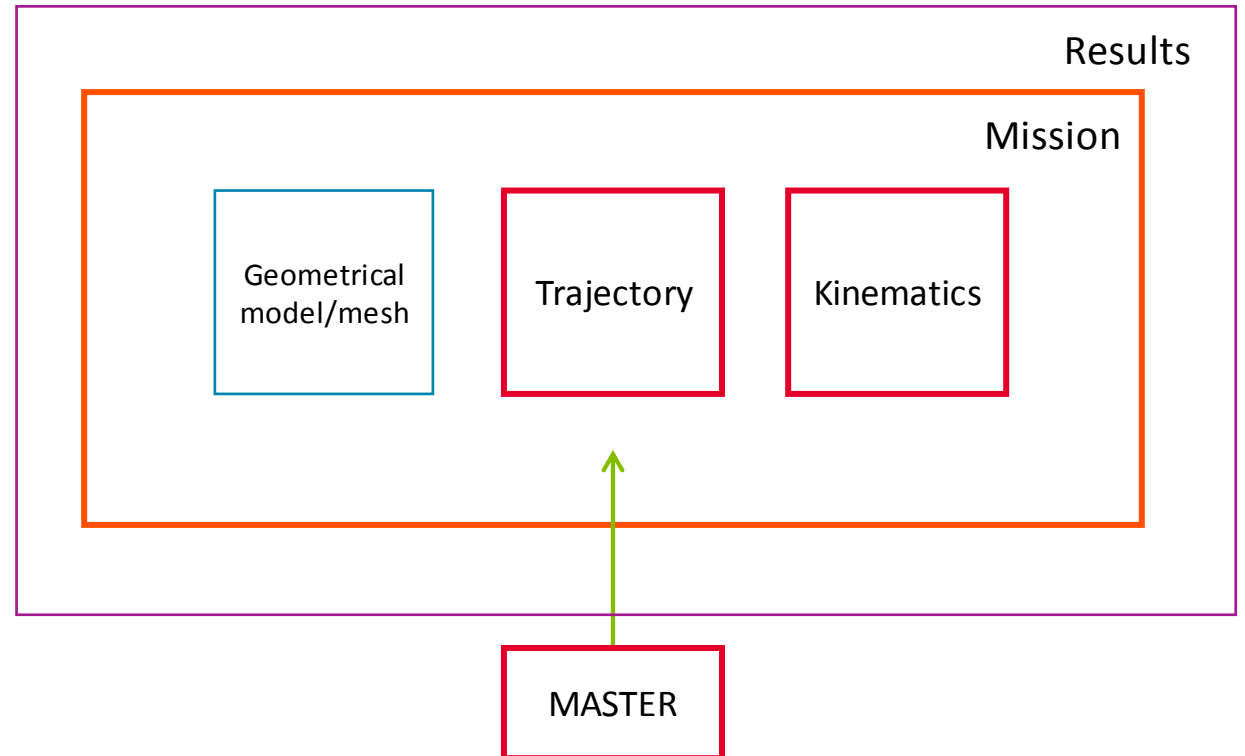 Results
Mission
Geometrical
model/mesh
Trajectory
Kinematics
MASTER